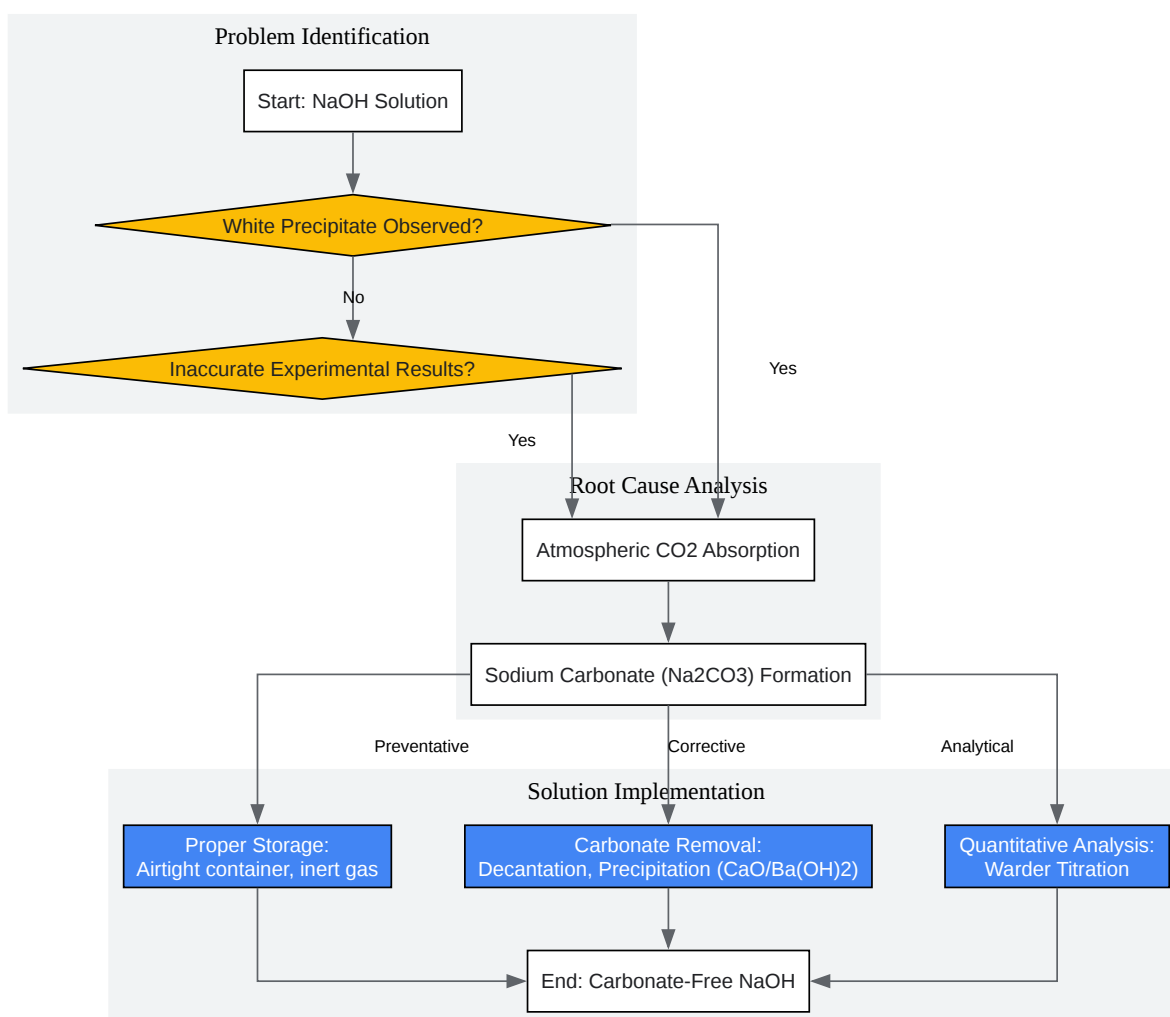 Problem Identification
Start: NaOH Solution
White Precipitate Observed?
No
Inaccurate Experimental Results?
Yes
Yes
Root Cause Analysis
Atmospheric CO2 Absorption
Sodium Carbonate (Na2CO3) Formation
Preventative
Corrective
Analytical
Solution Implementation
Proper Storage:
Airtight container, inert gas
Carbonate Removal:
Decantation, Precipitation (CaO/Ba(OH)2)
Quantitative Analysis:
Warder Titration
End: Carbonate-Free NaOH